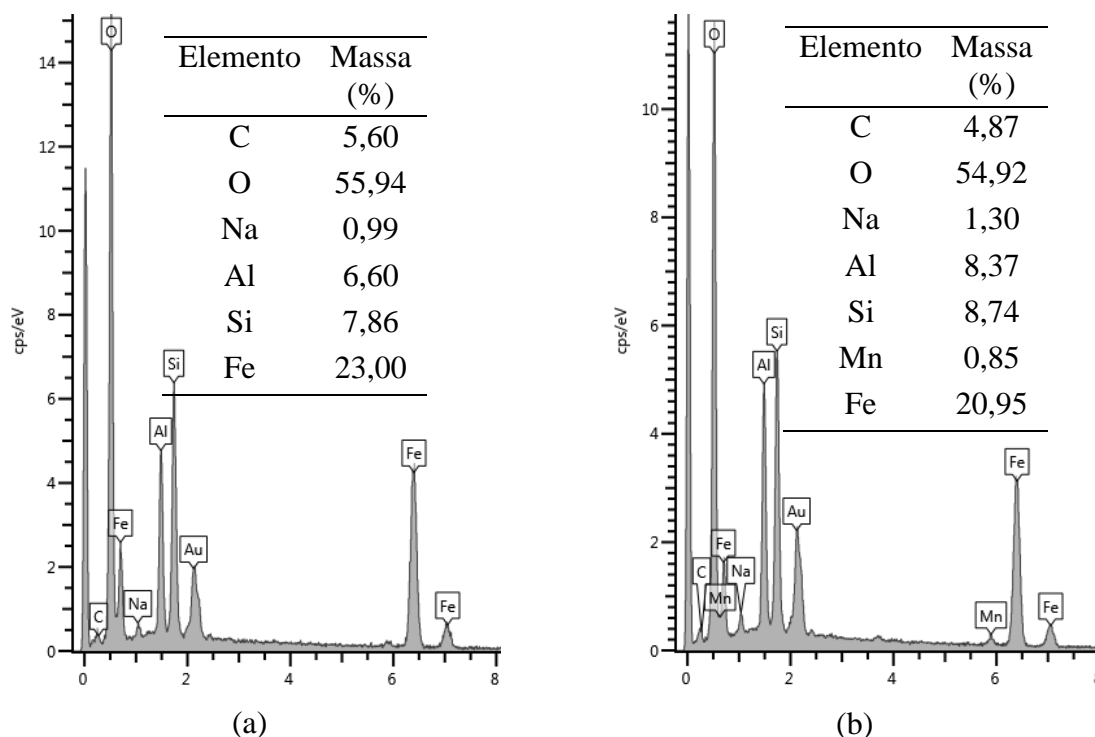 Elemento Massa (%)
C 5,60
O 55,94
Na 0,99
Al 6,60
Si 7,86
Fe 23,00
cps/eV
14
12
10
8
6
4
2
0
O
Fe
C
Na
Al
Si
Au
Fe
Fe
0 2 4 6 8
(a)
Elemento Massa (%)
C 4,87
O 54,92
Na 1,30
Al 8,37
Si 8,74
Mn 0,85
Fe 20,95
cps/eV
10
8
6
4
2
0
O
C
Fe
Mn
Na
Al
Si
Au
Mn
Fe
Fe
0 2 4 6 8
(b)